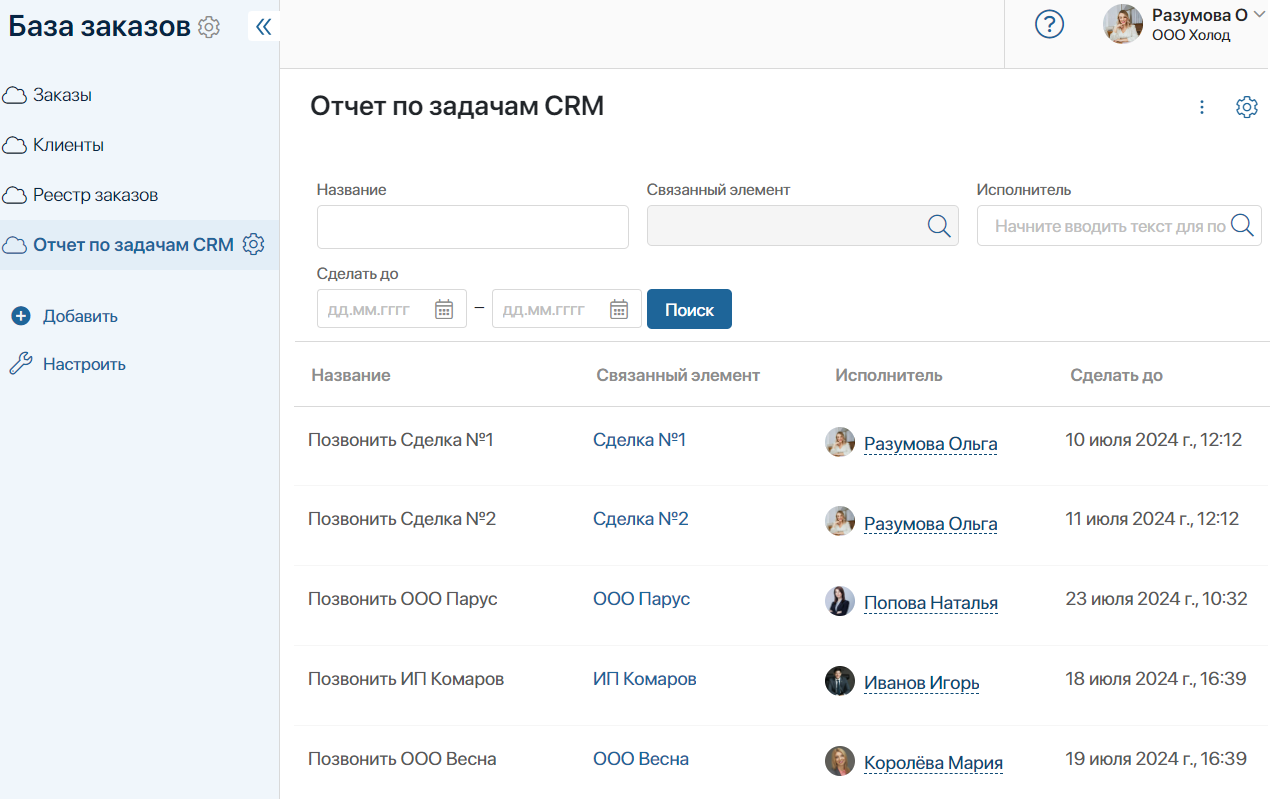 База заказов
Заказы
Клиенты
Реестр заказов
Отчет по задачам CRM
Добавить
Настроить
?
Разумова О
ООО Холод
Отчет по задачам CRM
Название Связанный элемент Исполнитель
Начните вводить текст для по
Сделать до
дд.мм.гггг – дд.мм.гггг Поиск
Название Связанный элемент Исполнитель Сделать до
Позвонить Сделка №1 Сделка №1 Разумова Ольга 10 июля 2024 г., 12:12
Позвонить Сделка №2 Сделка №2 Разумова Ольга 11 июля 2024 г., 12:12
Позвонить ООО Парус ООО Парус Попова Наталья 23 июля 2024 г., 10:32
Позвонить ИП Комаров ИП Комаров Иванов Игорь 18 июля 2024 г., 16:39
Позвонить ООО Весна ООО Весна Королёва Мария 19 июля 2024 г., 16:39